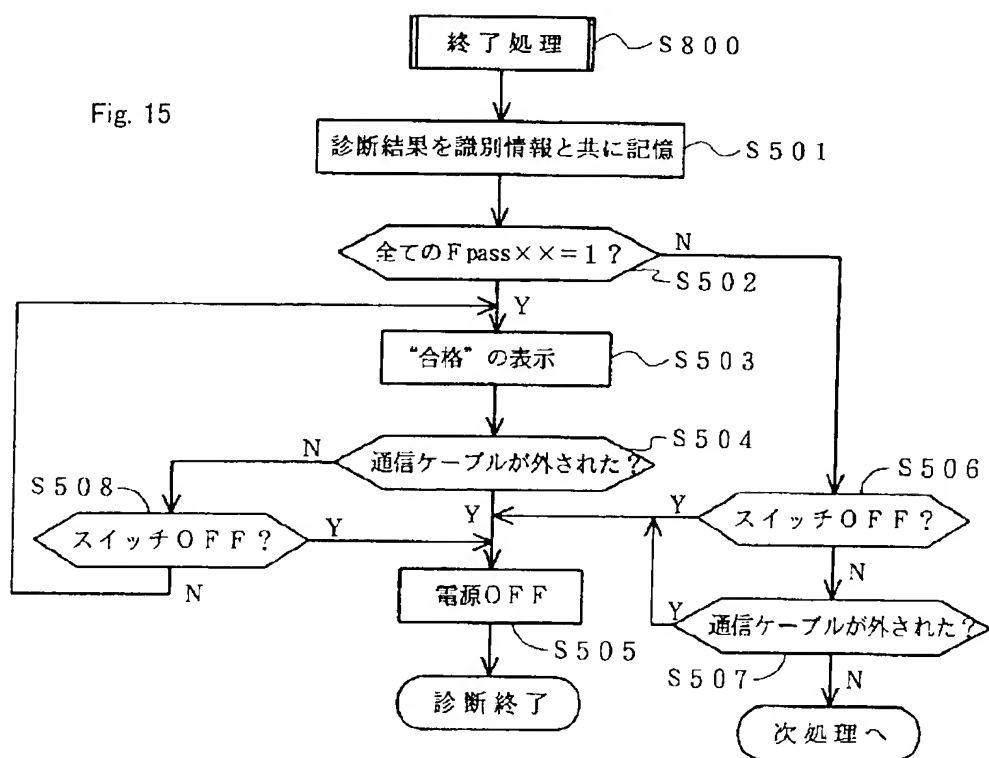 Fig. 15
終了処理
S800
診断結果を識別情報と共に記憶
S501
全てのFpass××=1?
N
S502
Y
"合格"の表示
S503
通信ケーブルが外された?
S504
N
Y
S508
スイッチOFF?
Y
N
S506
スイッチOFF?
Y
N
電源OFF
S505
通信ケーブルが外された?
Y
S507
N
診断終了
次処理へ